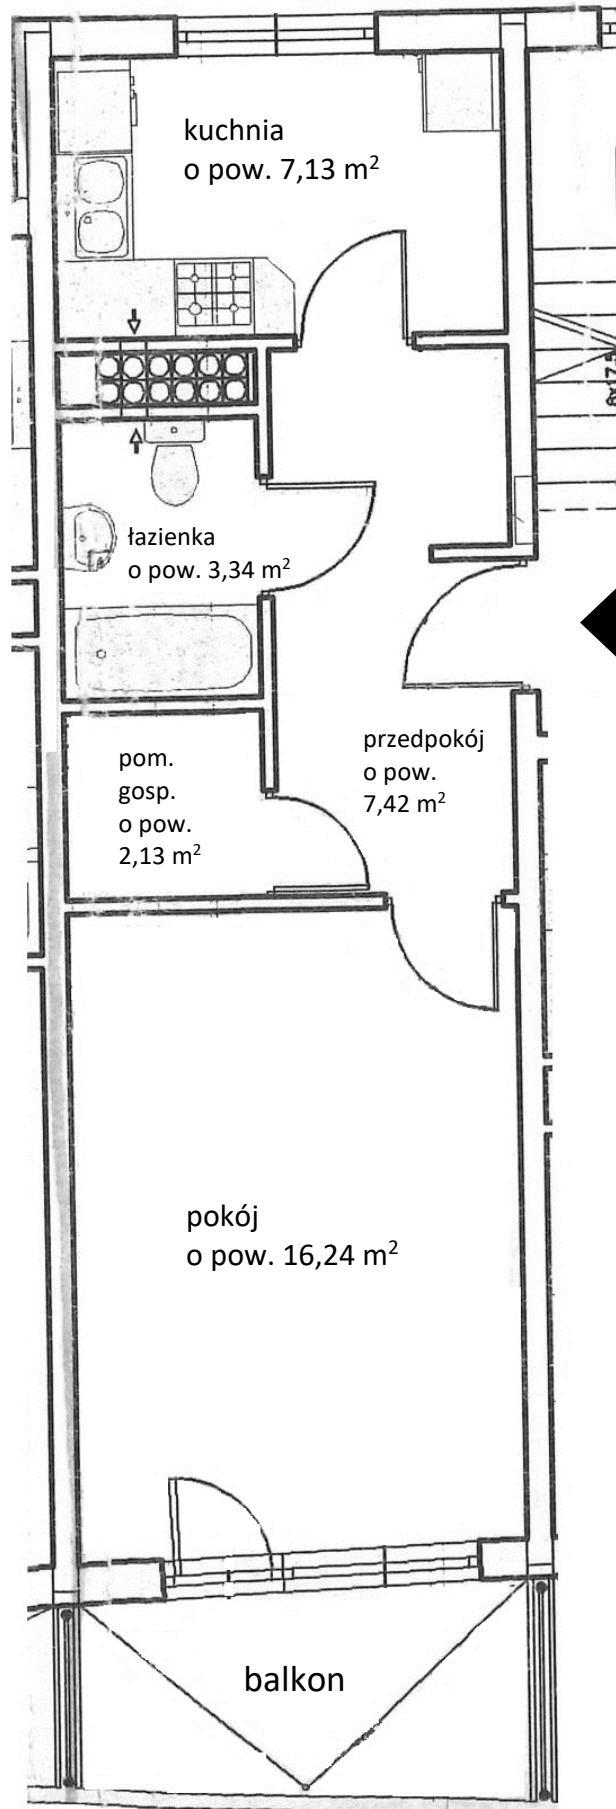 kuchnia
o pow. 7,13 m²
łazienka
o pow. 3,34 m²
przedpokój
o pow.
7,42 m²
pom.
gosp.
o pow.
2,13 m²
pokój
o pow. 16,24 m²
balkon